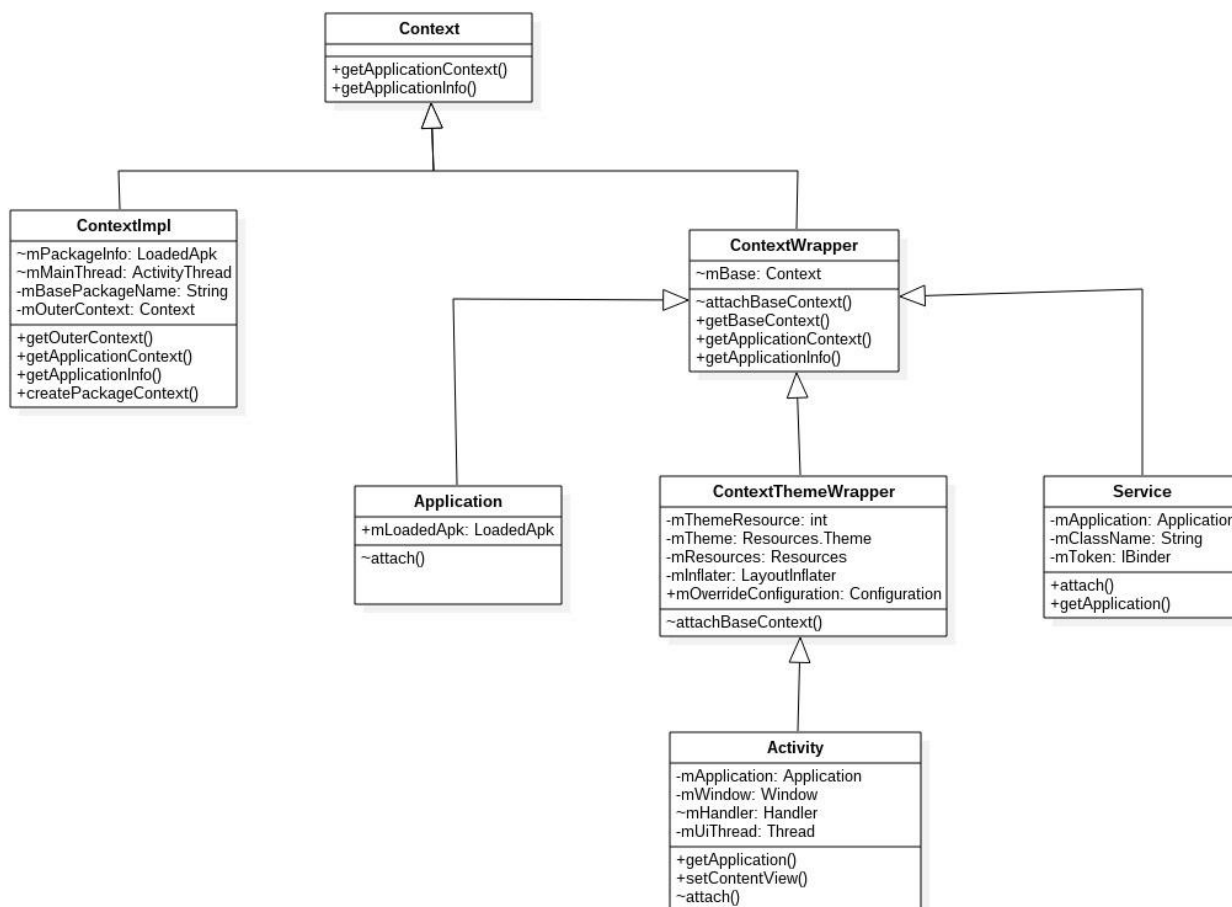 Context
+getApplicationContext()
+getApplicationInfo()
ContextImpl
~mPackageInfo: LoadedApk
~mMainThread: ActivityThread
-mBasePackageName: String
-mOuterContext: Context
+getOuterContext()
+getApplicationContext()
+getApplicationInfo()
+createPackageContext()
ContextWrapper
~mBase: Context
~attachBaseContext()
+getBaseContext()
+getApplicationContext()
+getApplicationInfo()
Application
+mLoadedApk: LoadedApk
~attach()
ContextThemeWrapper
-mThemeResource: int
-mTheme: Resources.Theme
-mResources: Resources
-mInflater: LayoutInflater
+mOverrideConfiguration: Configuration
~attachBaseContext()
Service
-mApplication: Application
-mClassName: String
-mToken: IBinder
+attach()
+getApplication()
Activity
-mApplication: Application
-mWindow: Window
~mHandler: Handler
-mUiThread: Thread
+getApplication()
+setContentView()
~attach()